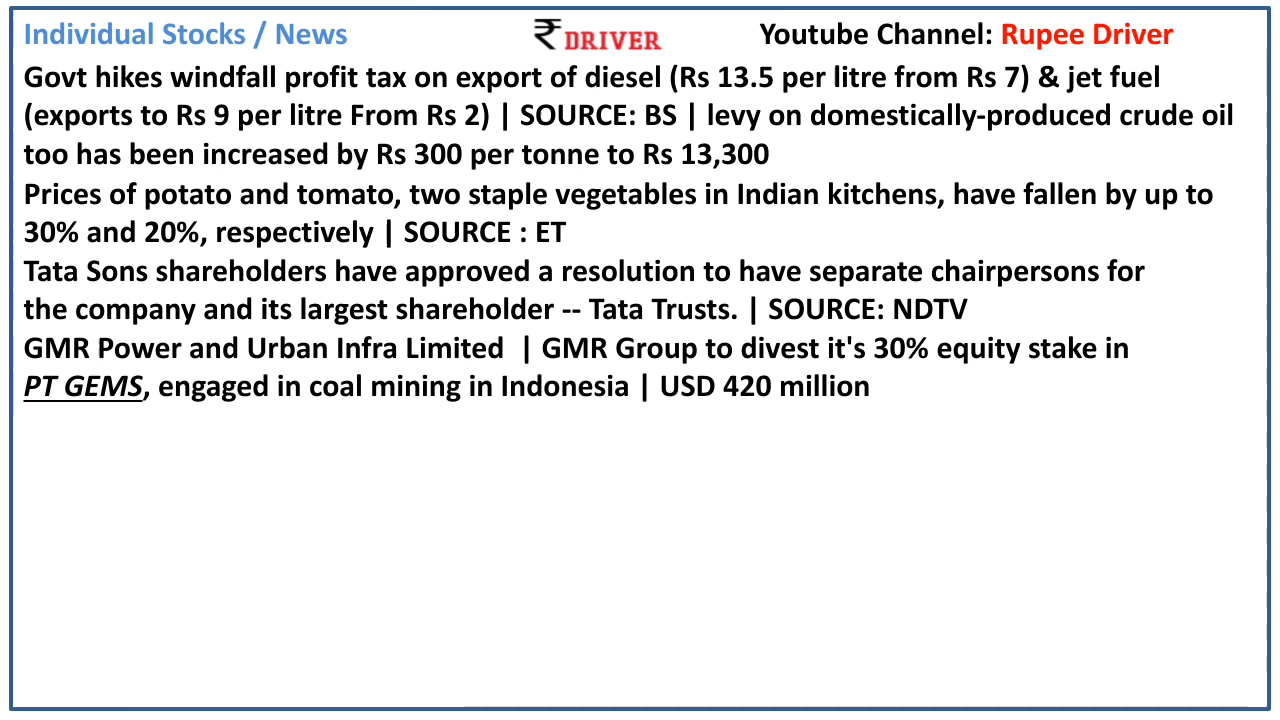 Individual Stocks / News ₹ DRIVER Youtube Channel: Rupee Driver
Govt hikes windfall profit tax on export of diesel (Rs 13.5 per litre from Rs 7) & jet fuel
(exports to Rs 9 per litre From Rs 2) | SOURCE: BS | levy on domestically-produced crude oil
too has been increased by Rs 300 per tonne to Rs 13,300
Prices of potato and tomato, two staple vegetables in Indian kitchens, have fallen by up to
30% and 20%, respectively | SOURCE : ET
Tata Sons shareholders have approved a resolution to have separate chairpersons for
the company and its largest shareholder -- Tata Trusts. | SOURCE: NDTV
GMR Power and Urban Infra Limited | GMR Group to divest it's 30% equity stake in
PT GEMS, engaged in coal mining in Indonesia | USD 420 million